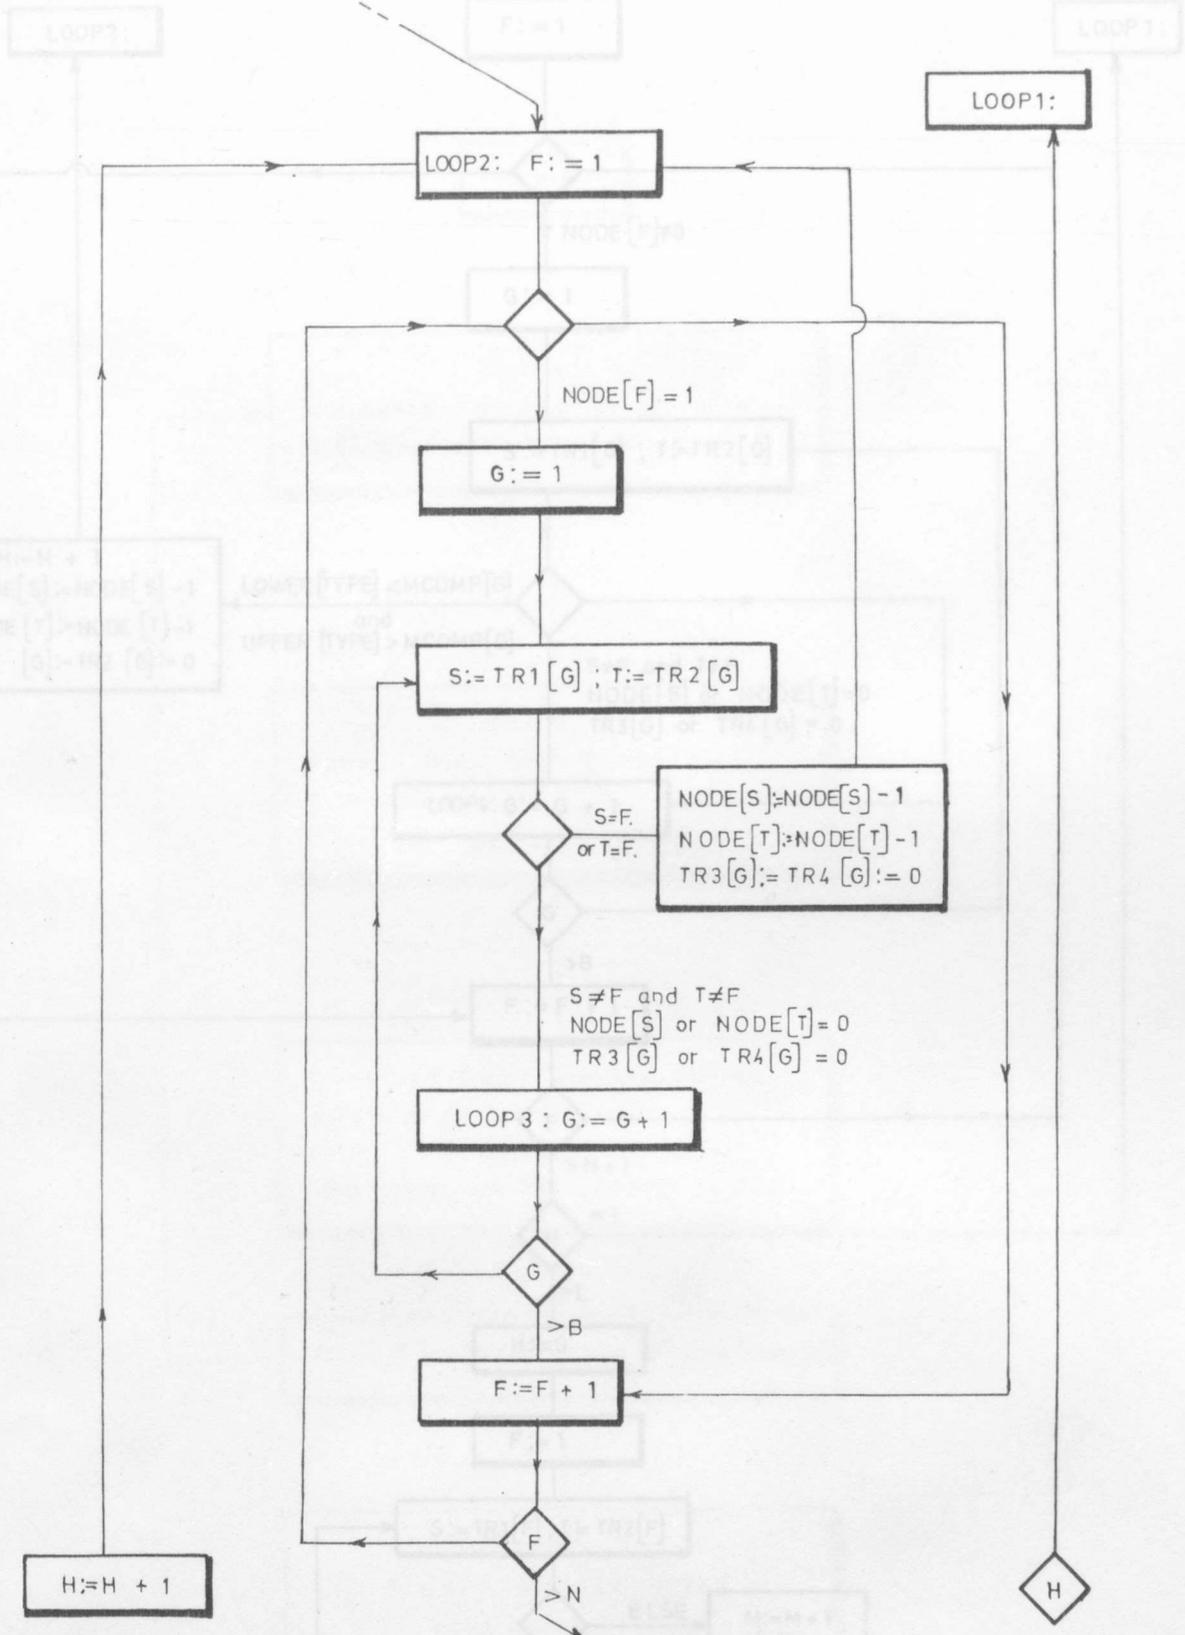 LOOP1:
LOOP2: F:=1
NODE[F]=1
G:=1
S:=TR1[G]; T:=TR2[G]
S=F.
or T=F.
NODE[S]:=NODE[S]-1
NODE[T]:=NODE[T]-1
TR3[G]:=TR4[G]:=0
S≠F and T≠F
NODE[S] or NODE[T]=0
TR3[G] or TR4[G]=0
LOOP3: G:=G+1
G
>B
F:=F+1
F
>N
H:=H+1
H